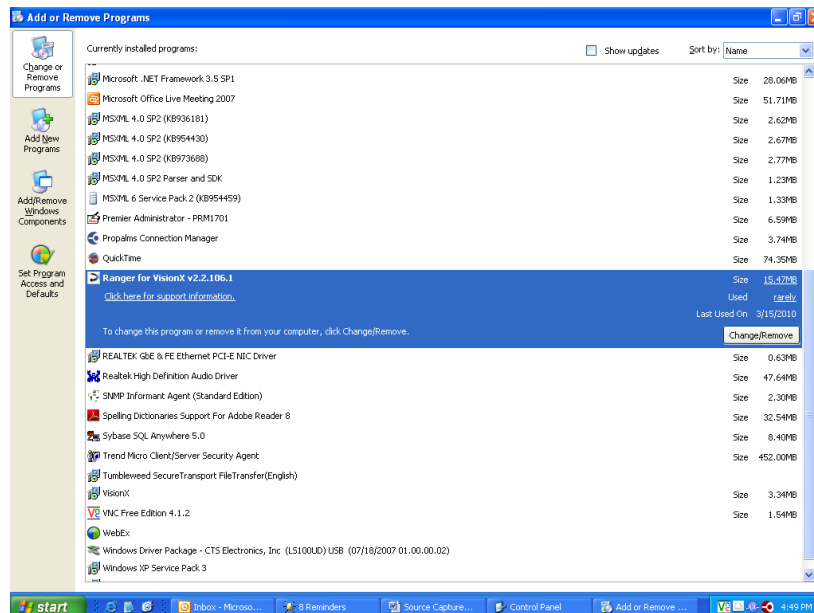 Add or Remove Programs
Change or
Remove
Programs
Add New
Programs
Add/Remove
Windows
Components
Set Program
Access and
Defaults
Currently installed programs:
Show updates
Sort by: Name
Microsoft .NET Framework 3.5 SP1 Size 28.06MB
Microsoft Office Live Meeting 2007 Size 51.71MB
MSXML 4.0 SP2 (KB936181) Size 2.62MB
MSXML 4.0 SP2 (KB954430) Size 2.67MB
MSXML 4.0 SP2 (KB973688) Size 2.77MB
MSXML 4.0 SP2 Parser and SDK Size 1.23MB
MSXML 6 Service Pack 2 (KB954459) Size 1.33MB
Premier Administrator - PRM1701 Size 6.59MB
Propalms Connection Manager Size 3.74MB
QuickTime Size 74.35MB
Ranger for VisionX v2.2.106.1 Size 15.47MB
Click here for support information. Used rarely
Last Used On 3/15/2010
To change this program or remove it from your computer, click Change/Remove. Change/Remove
REALTEK GbE & FE Ethernet PCI-E NIC Driver Size 0.63MB
Realtek High Definition Audio Driver Size 47.64MB
SNMP Informant Agent (Standard Edition) Size 2.30MB
Spelling Dictionaries Support For Adobe Reader 8 Size 32.54MB
Sybase SQL Anywhere 5.0 Size 8.40MB
Trend Micro Client/Server Security Agent Size 452.00MB
Tumbleweed SecureTransport FileTransfer(English)
VisionX Size 3.34MB
VNC Free Edition 4.1.2 Size 1.54MB
WebEx
Windows Driver Package - CTS Electronics, Inc (LS100UD) USB (07/18/2007 01.00.00.02)
Windows XP Service Pack 3
start Inbox - Microso... 8 Reminders Source Capture... Control Panel Add or Remove ... 4:49 PM